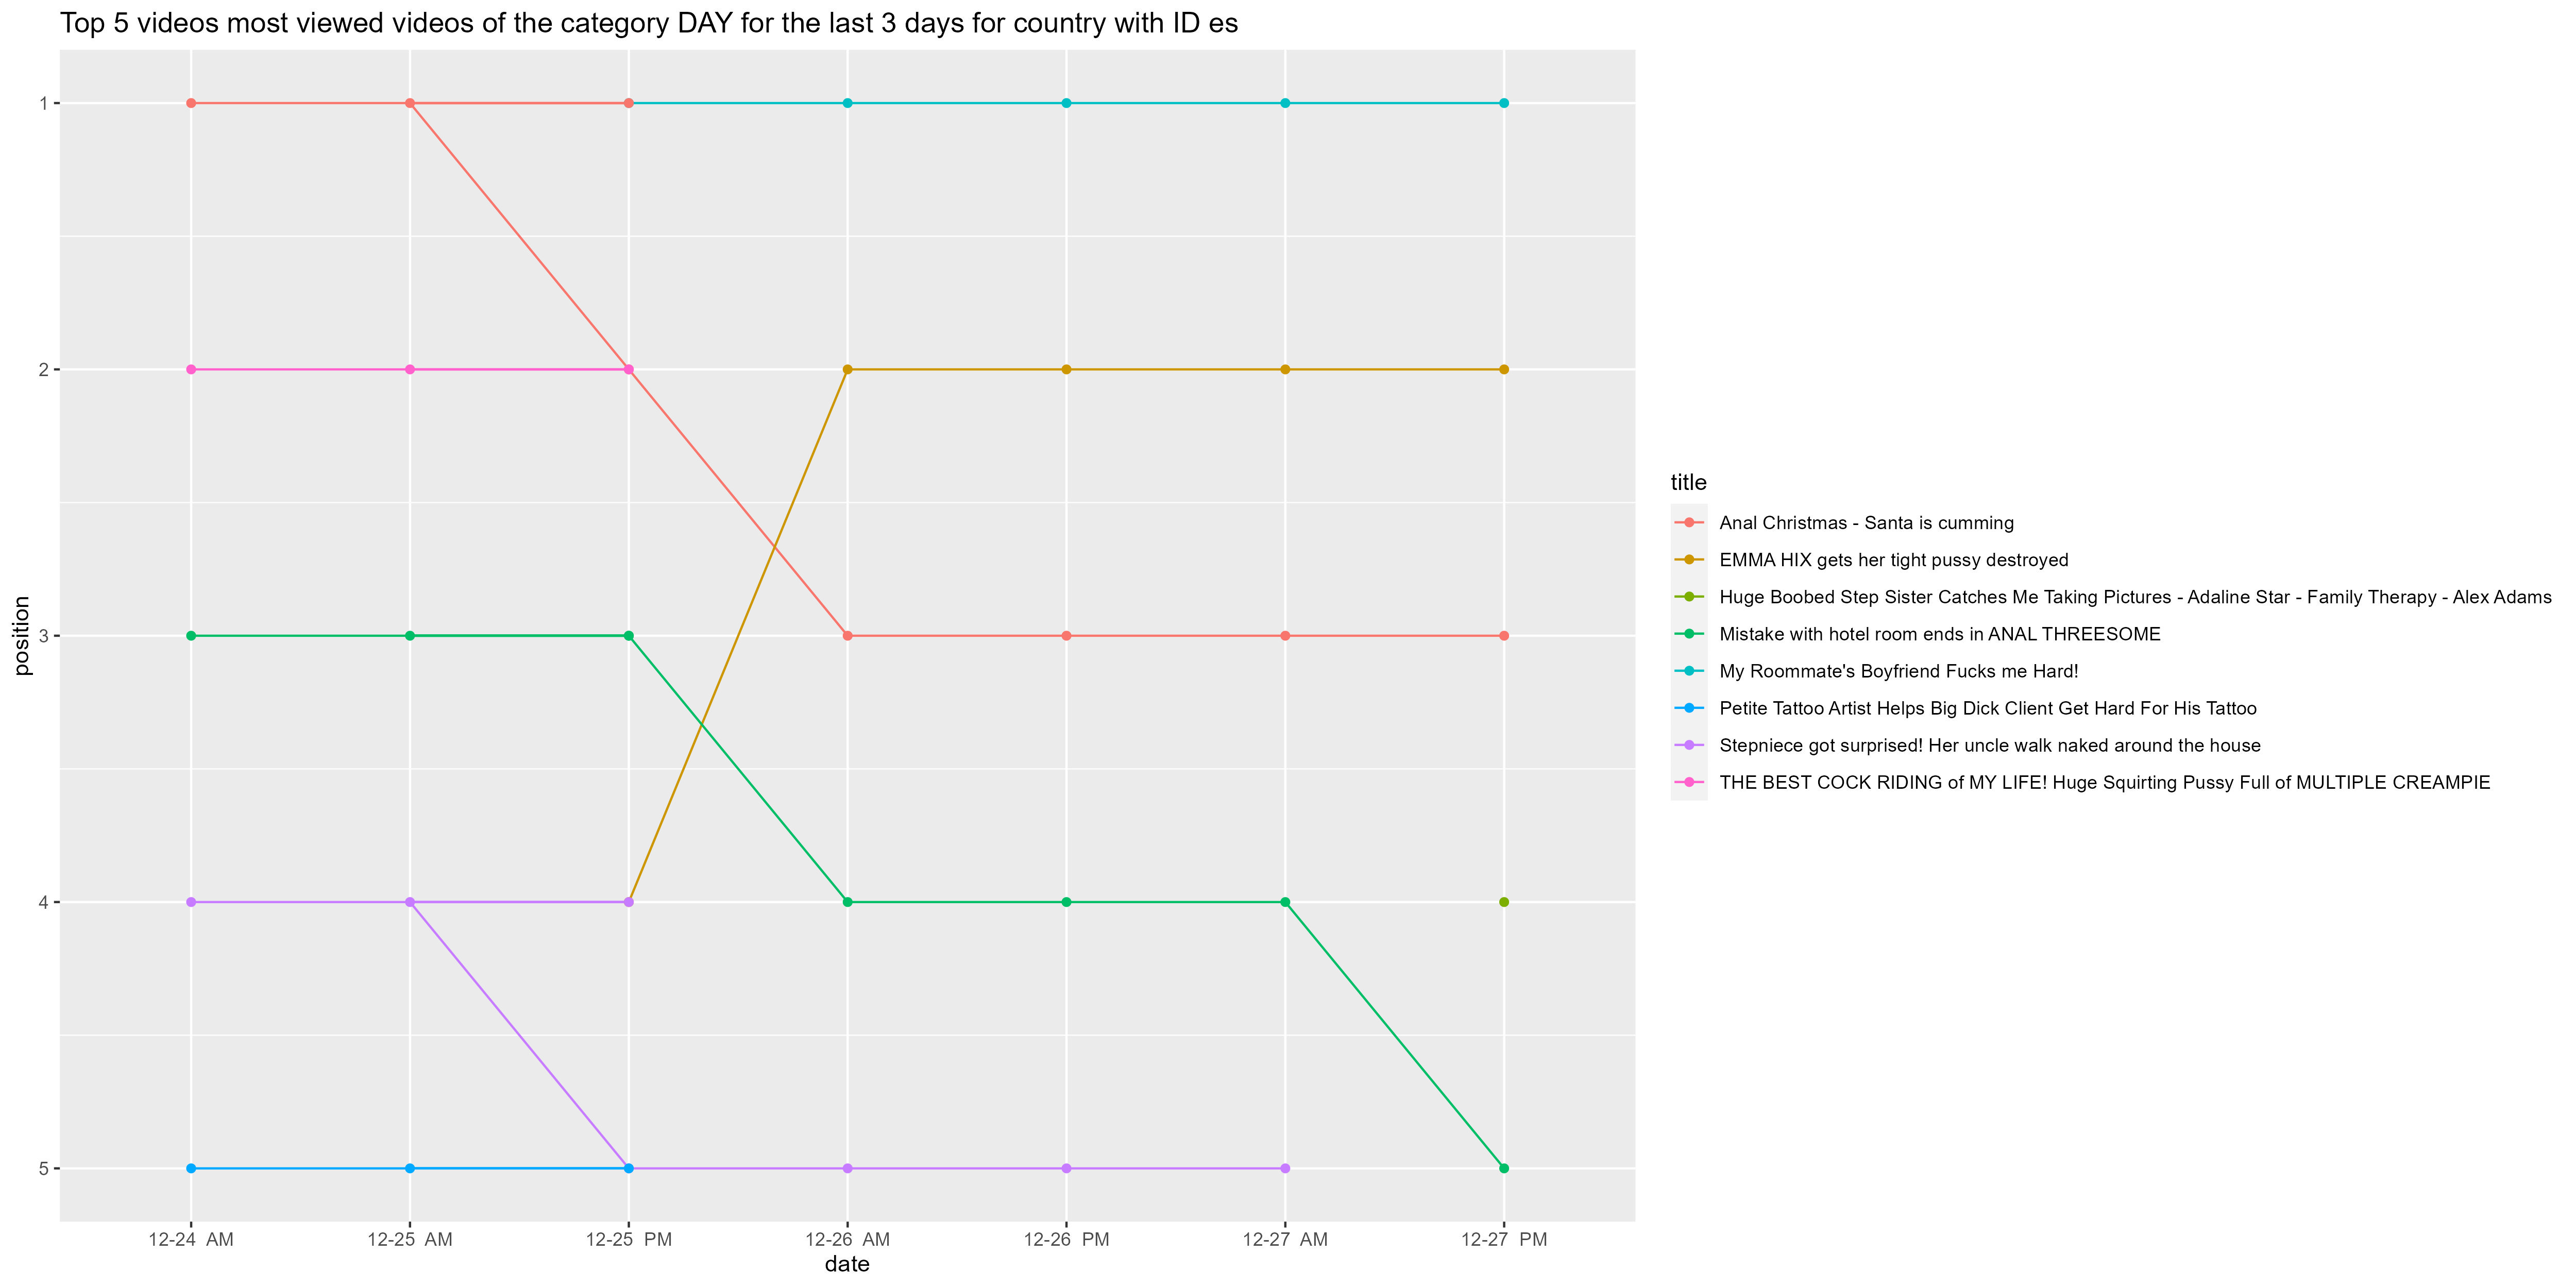 Top 5 videos most viewed videos of the category DAY for the last 3 days for country with ID es
position
1
2
3
4
5
12-24 AM
12-25 AM
12-25 PM
12-26 AM
12-26 PM
12-27 AM
12-27 PM
date
title
Anal Christmas - Santa is cumming
EMMA HIX gets her tight pussy destroyed
Huge Boobed Step Sister Catches Me Taking Pictures - Adaline Star - Family Therapy - Alex Adams
Mistake with hotel room ends in ANAL THREESOME
My Roommate's Boyfriend Fucks me Hard!
Petite Tattoo Artist Helps Big Dick Client Get Hard For His Tattoo
Stepniece got surprised! Her uncle walk naked around the house
THE BEST COCK RIDING of MY LIFE! Huge Squirting Pussy Full of MULTIPLE CREAMPIE